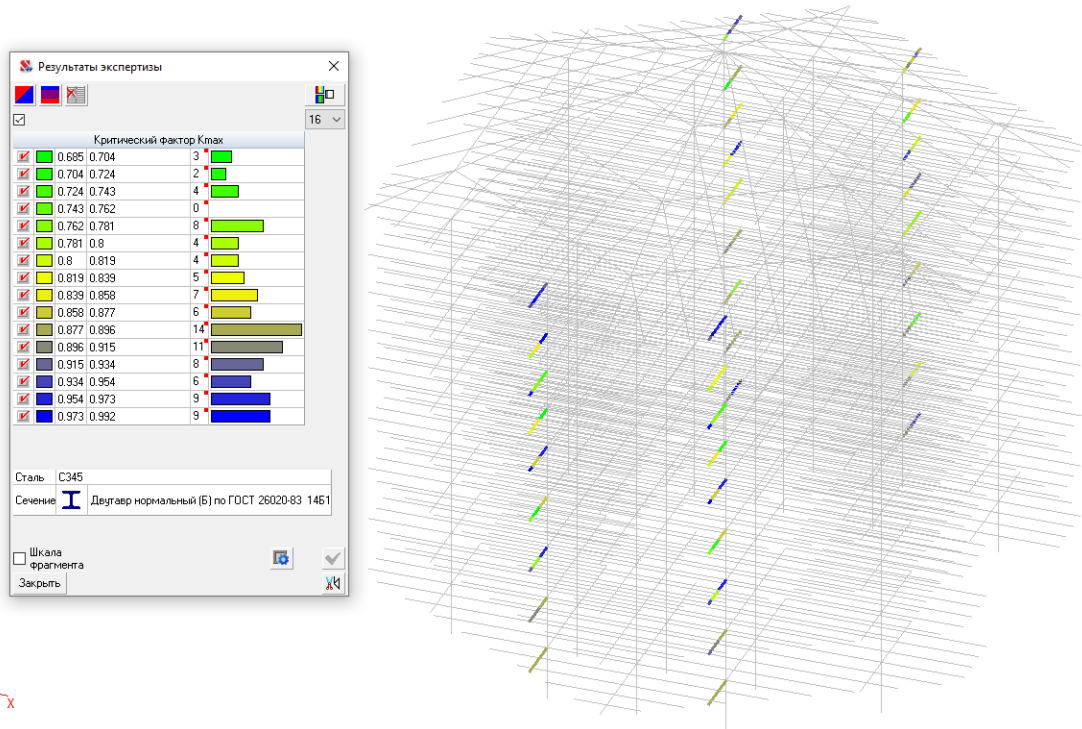 Результаты экспертизы
16
Критический фактор Kmax
0.685 0.704 3
0.704 0.724 2
0.724 0.743 4
0.743 0.762 0
0.762 0.781 8
0.781 0.8 4
0.8 0.819 4
0.819 0.839 5
0.839 0.858 7
0.858 0.877 6
0.877 0.896 14
0.896 0.915 11
0.915 0.934 8
0.934 0.954 6
0.954 0.973 9
0.973 0.992 9
Сталь C345
Сечение Двутавр нормальный (Б) по ГОСТ 26020-83 14Б1
Шкала
фрагмента
Закрыть
X